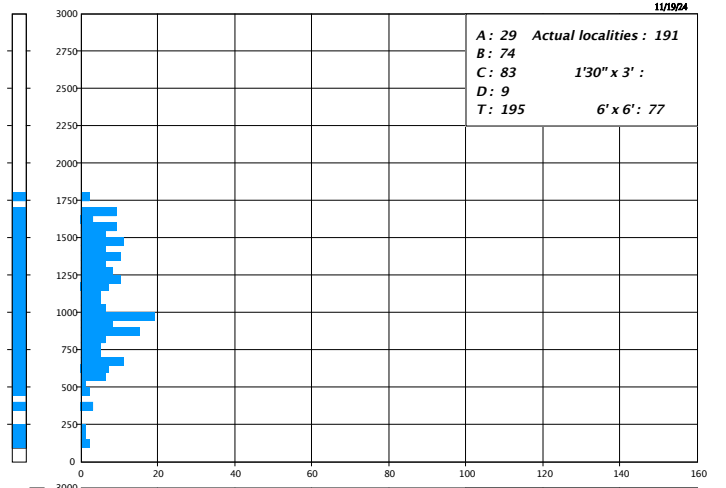 11/19/24
3000
A : 29 Actual localities : 191
B : 74
2750
C : 83 1'30" x 3' :
D : 9
2500
T : 195 6' x 6' : 77
2250
2000
1750
1500
1250
1000
750
500
250
0
0 20 40 60 80 100 120 140 160
3000